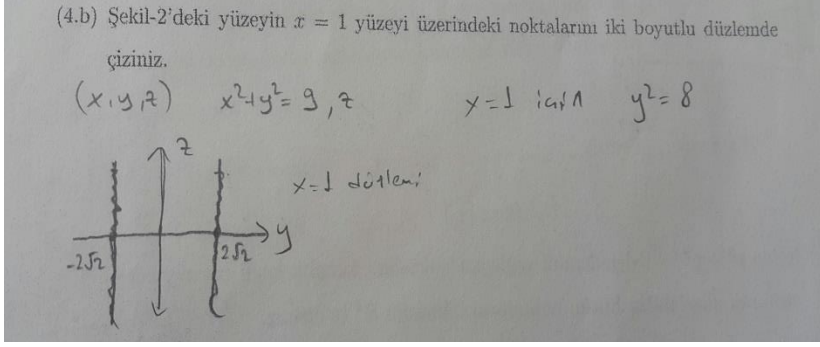 (4.b) Şekil-2'deki yüzeyin x = 1 yüzeyi üzerindeki noktalarını iki boyutlu düzlemde
çiziniz.
(x,y,z) x²+y²= 9, z x=1 için y²= 8
z
x=1 düzlemi
y
-2√2 2√2